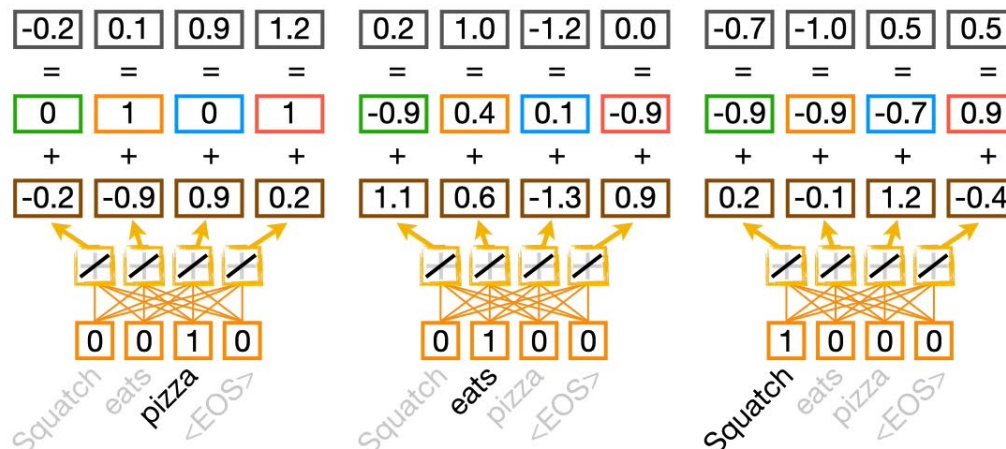 -0.2 0.1 0.9 1.2 0.2 1.0 -1.2 0.0 -0.7 -1.0 0.5 0.5
= = = = = = = = = = = =
0 1 0 1 -0.9 0.4 0.1 -0.9 -0.9 -0.9 -0.7 0.9
+ + + + + + + + + + + +
-0.2 -0.9 0.9 0.2 1.1 0.6 -1.3 0.9 0.2 -0.1 1.2 -0.4
0 0 1 0 0 1 0 0 1 0 0 0
Squatch eats pizza <EOS> Squatch eats pizza <EOS> Squatch eats pizza <EOS>